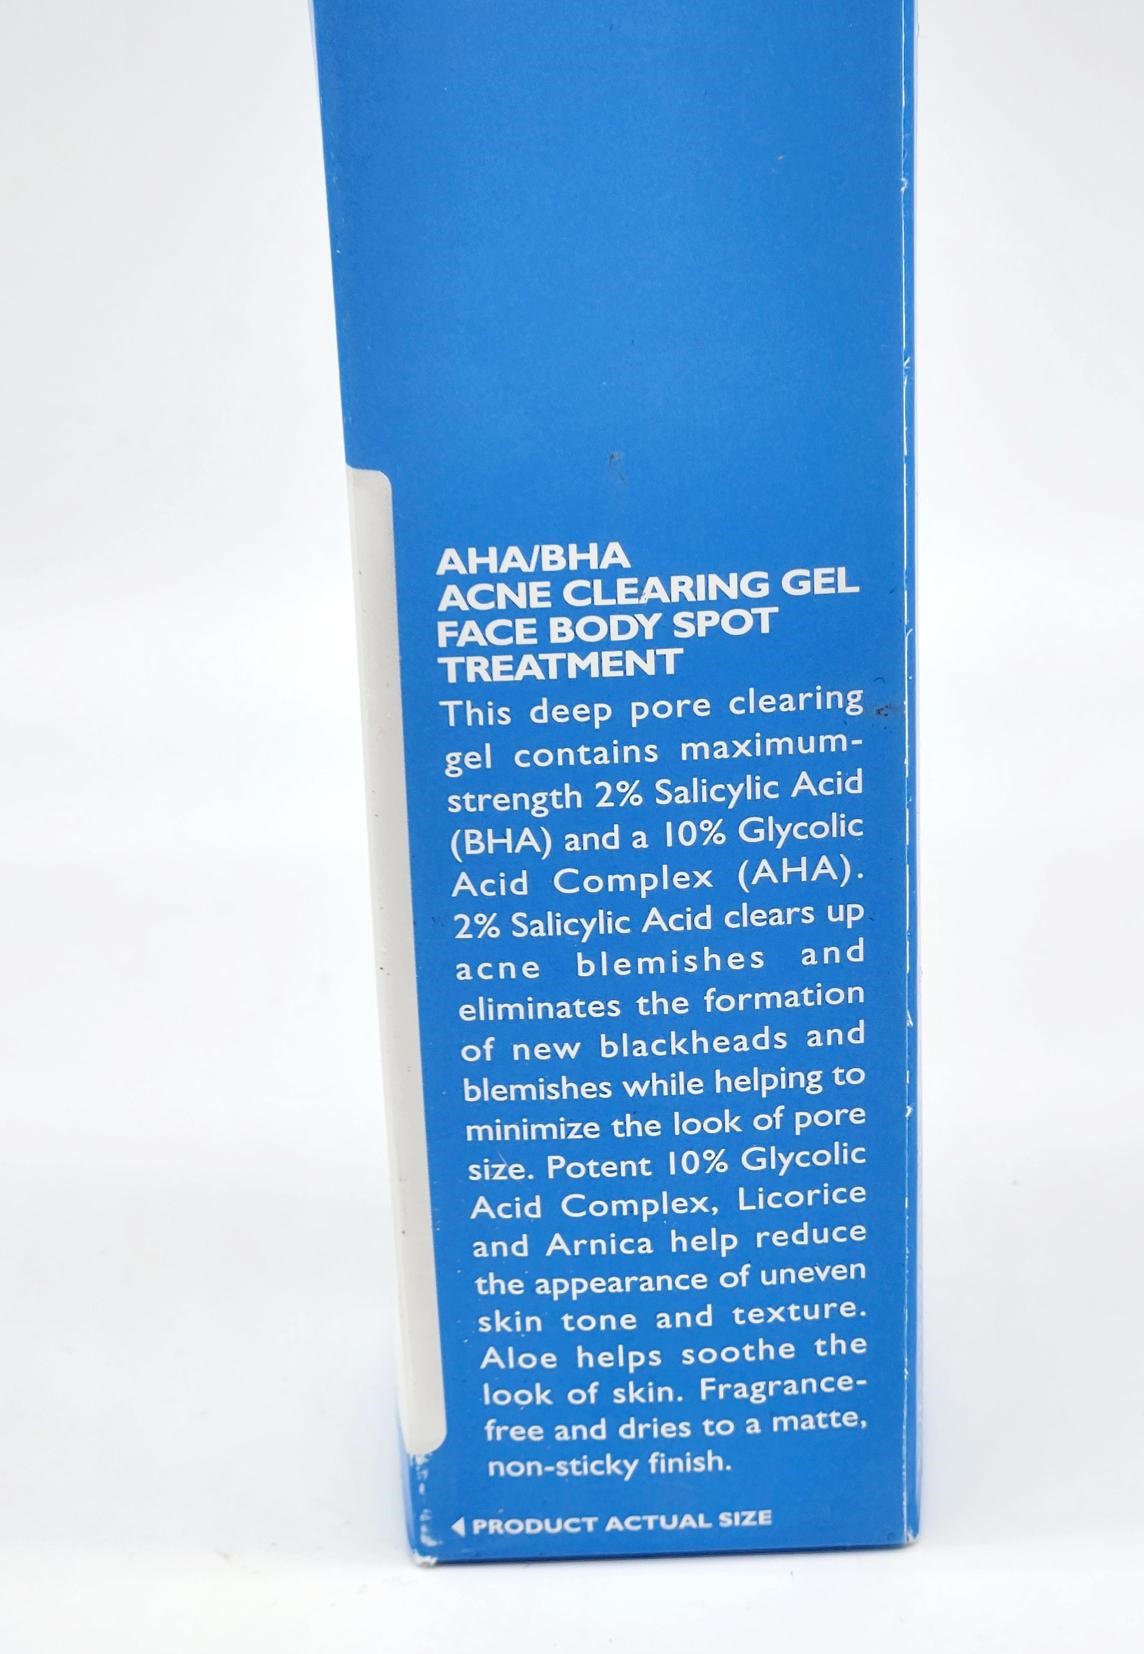 AHA/BHA
ACNE CLEARING GEL
FACE BODY SPOT
TREATMENT
This deep pore clearing
gel contains maximum-
strength 2% Salicylic Acid
(BHA) and a 10% Glycolic
Acid Complex (AHA).
2% Salicylic Acid clears up
acne blemishes and
eliminates the formation
of new blackheads and
blemishes while helping to
minimize the look of pore
size. Potent 10% Glycolic
Acid Complex, Licorice
and Arnica help reduce
the appearance of uneven
skin tone and texture.
Aloe helps soothe the
look of skin. Fragrance-
free and dries to a matte,
non-sticky finish.
◀ PRODUCT ACTUAL SIZE